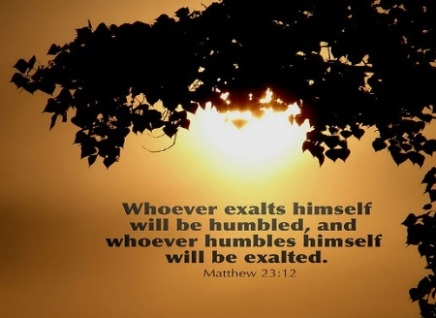 Whoever exalts himself
will be humbled, and
whoever humbles himself
will be exalted.
Matthew 23:12